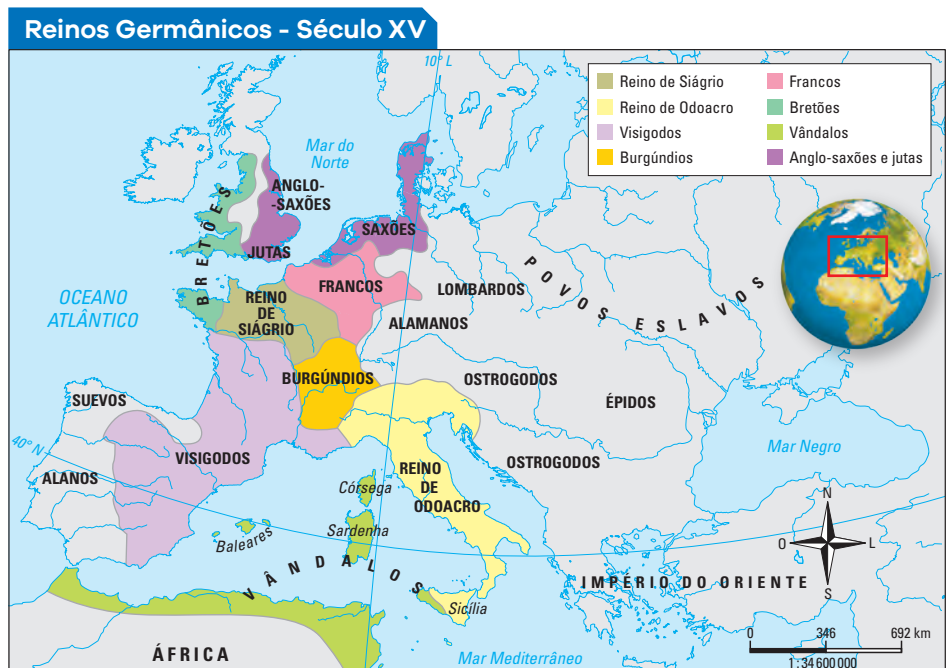 Reinos Germânicos - Século XV
10° L
Reino de Siágrio
Reino de Odoacro
Visigodos
Burgúndios
Francos
Bretões
Vândalos
Anglo-saxões e jutas
Mar do
Norte
ANGLO-
-SAXÕES
BRETÕES
JUTAS
SAXÕES
OCEANO
ATLÂNTICO
REINO
DE
SIÁGRIO
FRANCOS
LOMBARDOS
POVOS ESLAVOS
ALAMANOS
BURGÚNDIOS
OSTROGODOS
ÉPIDOS
SUEVOS
40° N
VISIGODOS
ALANOS
REINO
DE
ODOACRO
OSTROGODOS
Mar Negro
Córsega
Sardenha
Baleares
VÂNDALOS
Sicília
IMPÉRIO DO ORIENTE
N
O
L
S
ÁFRICA
Mar Mediterrâneo
0 346 692 km
1:34 600 000